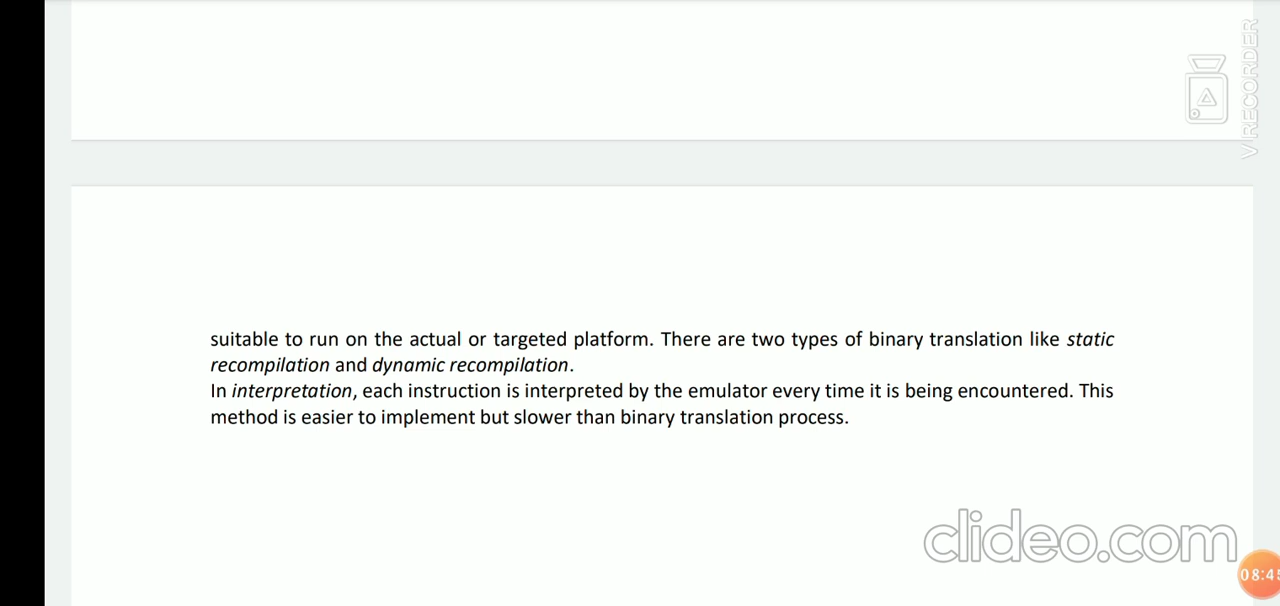 VRECORDER
suitable to run on the actual or targeted platform. There are two types of binary translation like static
recompilation and dynamic recompilation.
In interpretation, each instruction is interpreted by the emulator every time it is being encountered. This
method is easier to implement but slower than binary translation process.
clideo.com
08:45